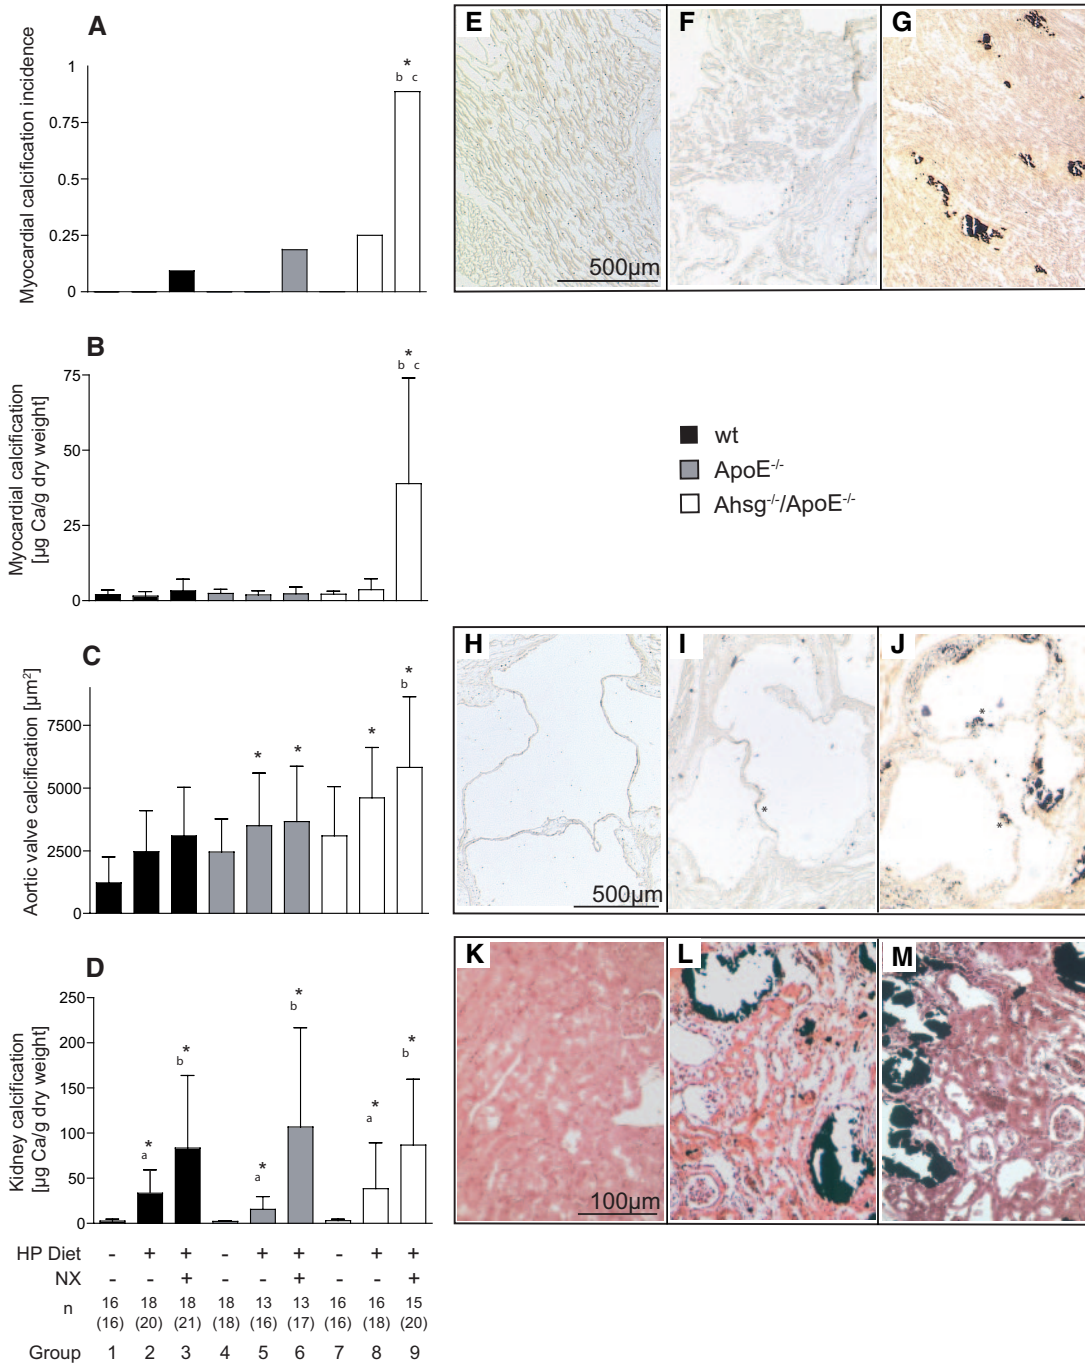 A
Myocardial calcification incidence
1
0.75
0.5
0.25
0
*
b c
E
500µm
F
G
B
Myocardial calcification
[µg Ca/g dry weight]
75
50
25
0
*
b c
wt
ApoE-/-
Ahsg-/-/ApoE-/-
C
Aortic valve calcification [µm²]
7500
5000
2500
0
*
*
*
*
b
H
500µm
I
*
J
*
*
D
Kidney calcification
[µg Ca/g dry weight]
250
200
150
100
50
0
*
a
*
b
*
a
*
b
*
a
*
b
K
100µm
L
M
HP Diet - + + - + + - + +
NX - - + - - + - - +
n 16 18 18 18 13 13 16 16 15
(16) (20) (21) (18) (16) (17) (16) (18) (20)
Group 1 2 3 4 5 6 7 8 9